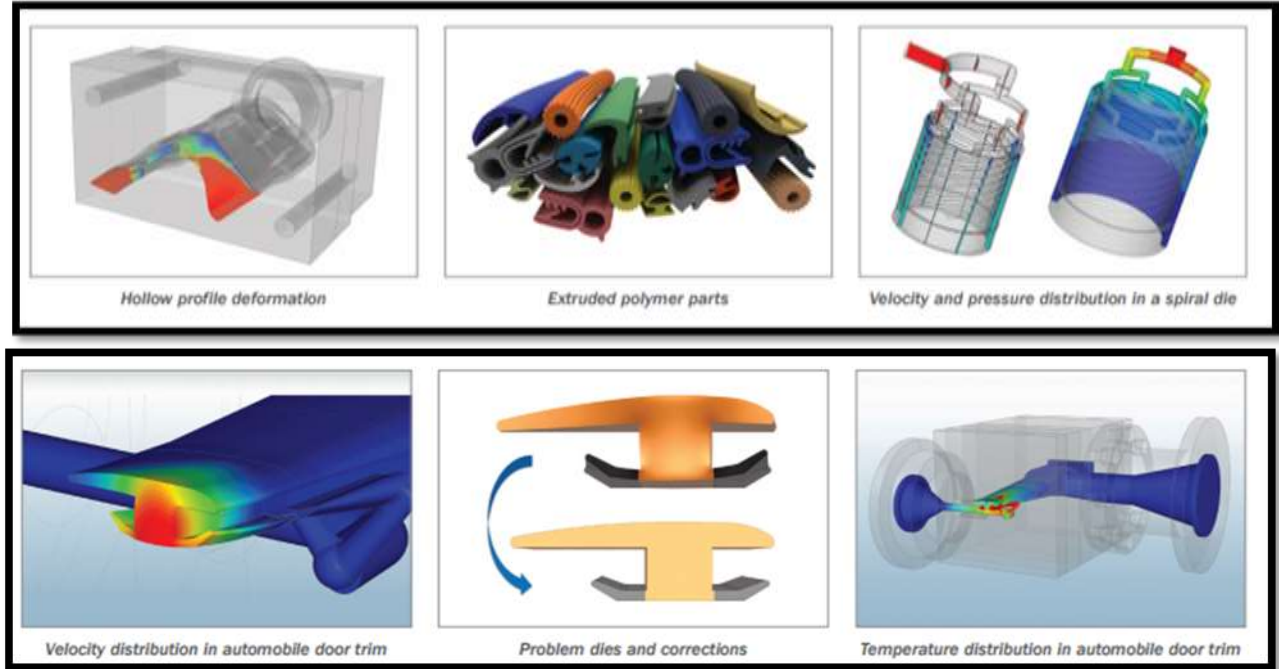 Hollow profile deformation
Extruded polymer parts
Velocity and pressure distribution in a spiral die
Velocity distribution in automobile door trim
Problem dies and corrections
Temperature distribution in automobile door trim